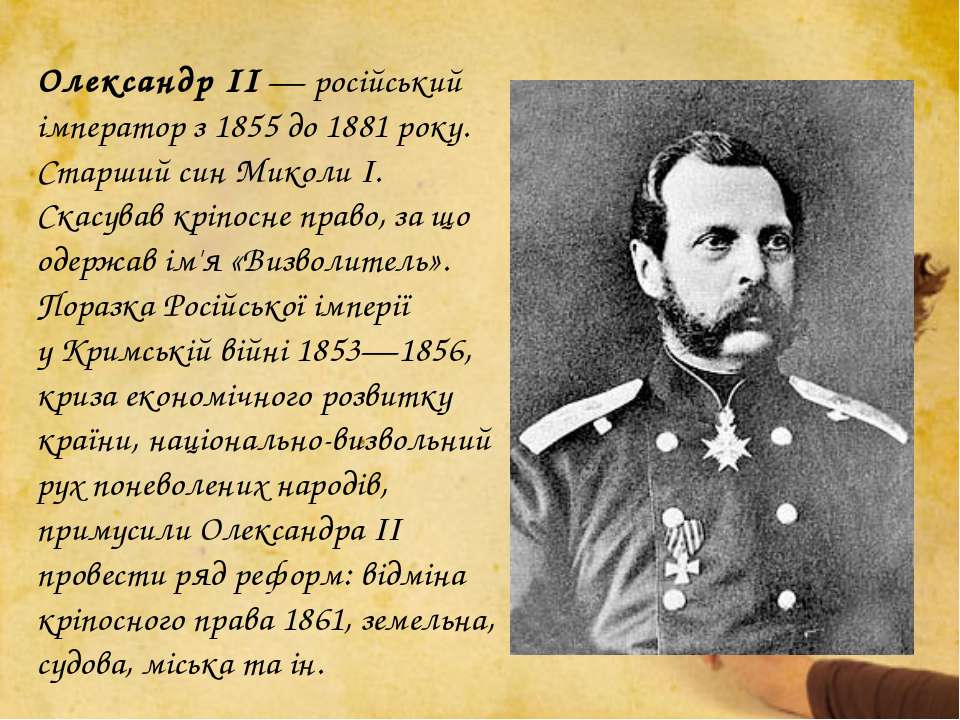 Олександр II — російський
імператор з 1855 до 1881 року.
Старший син Миколи I.
Скасував кріпосне право, за що
одержав ім'я «Визволитель».
Поразка Російської імперії
у Кримській війні 1853—1856,
криза економічного розвитку
країни, національно-визвольний
рух поневолених народів,
примусили Олександра II
провести ряд реформ: відміна
кріпосного права 1861, земельна,
судова, міська та ін.